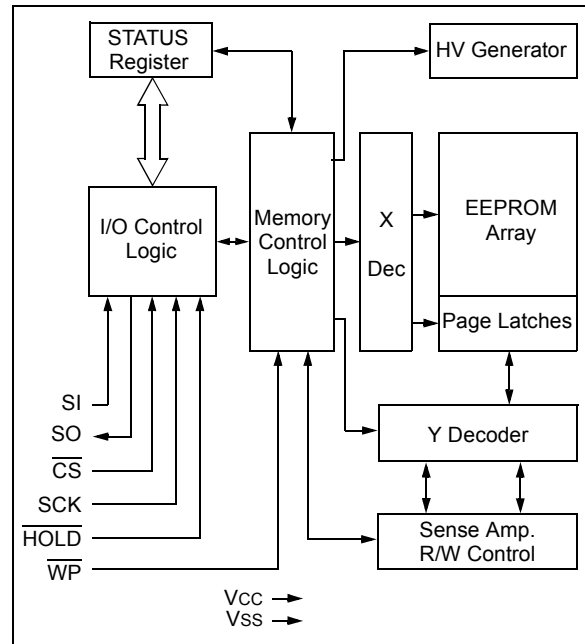 STATUS
Register
HV Generator
I/O Control
Logic
Memory
Control
Logic
X
Dec
EEPROM
Array
Page Latches
SI
SO
CS
SCK
HOLD
WP
Y Decoder
Sense Amp.
R/W Control
VCC
VSS